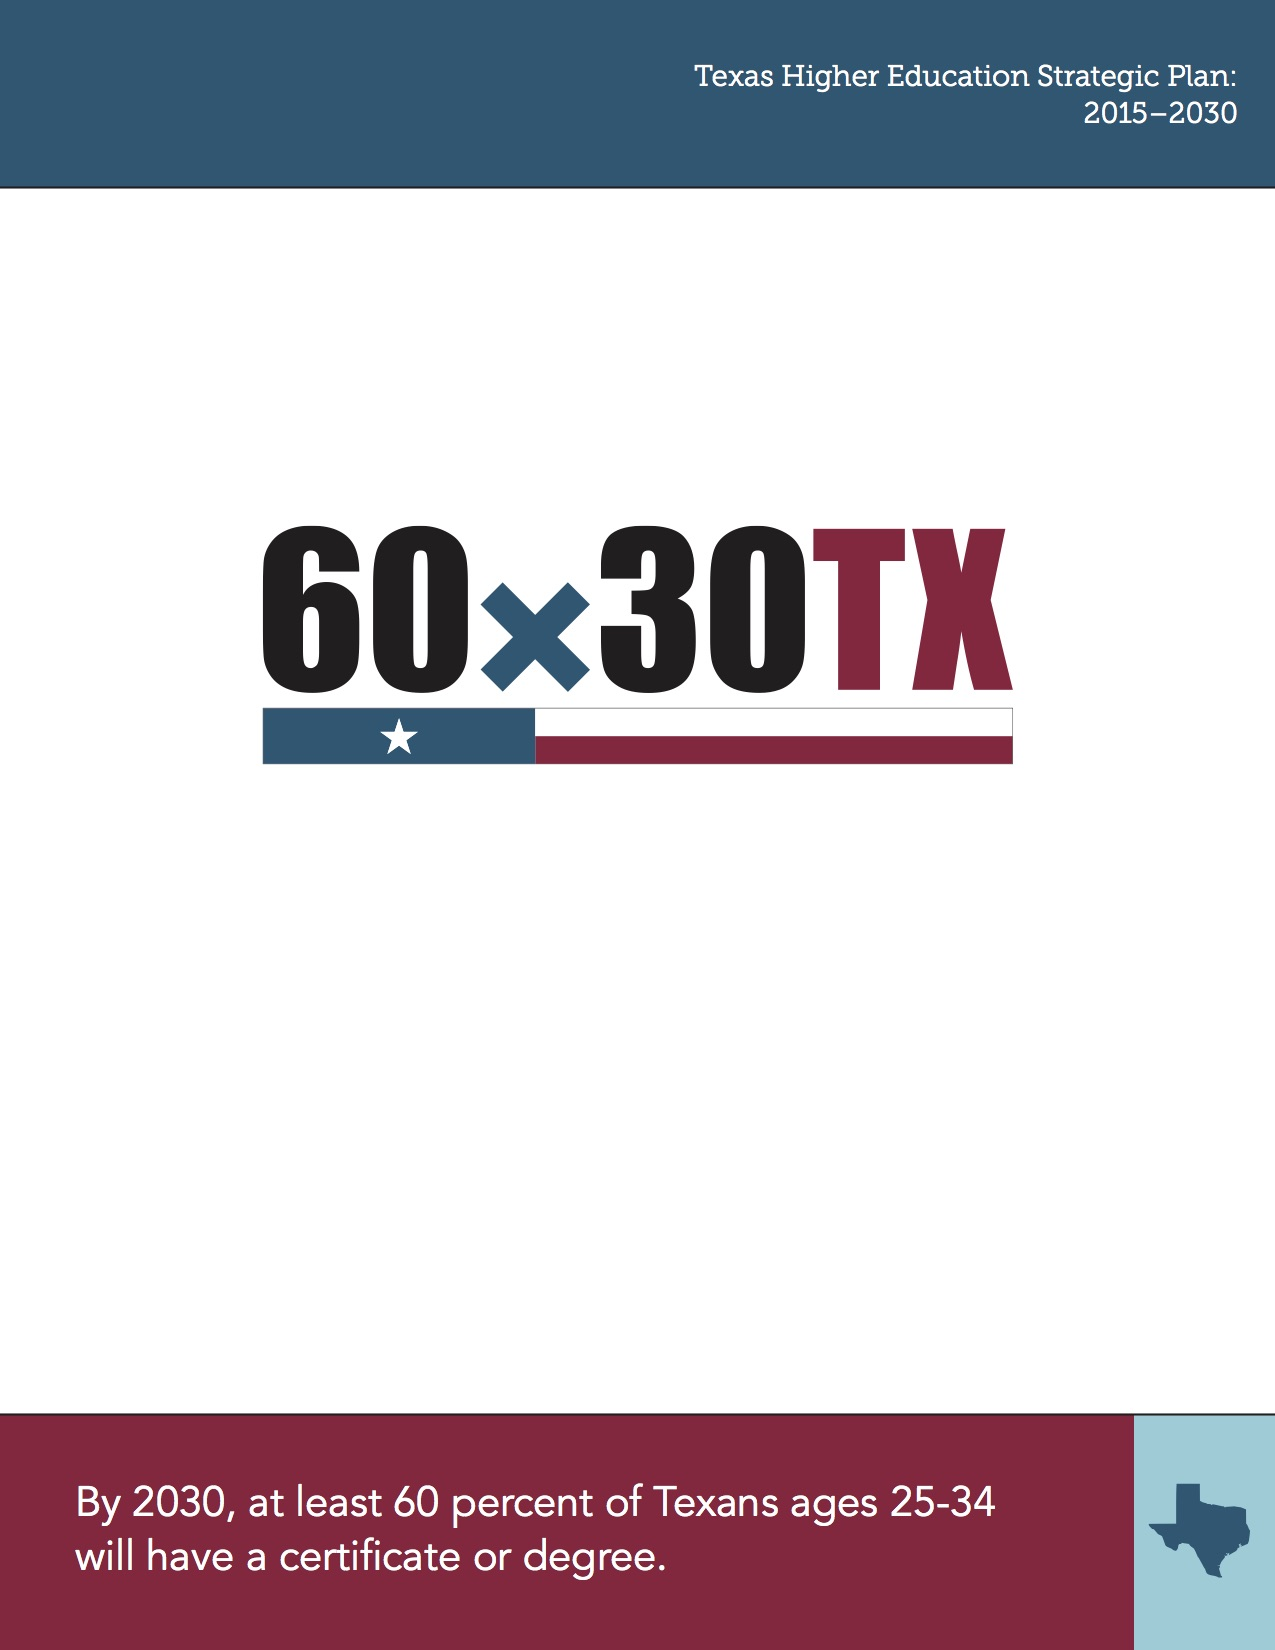 Texas Higher Education Strategic Plan:
2015–2030
60×30TX
By 2030, at least 60 percent of Texans ages 25-34
will have a certificate or degree.